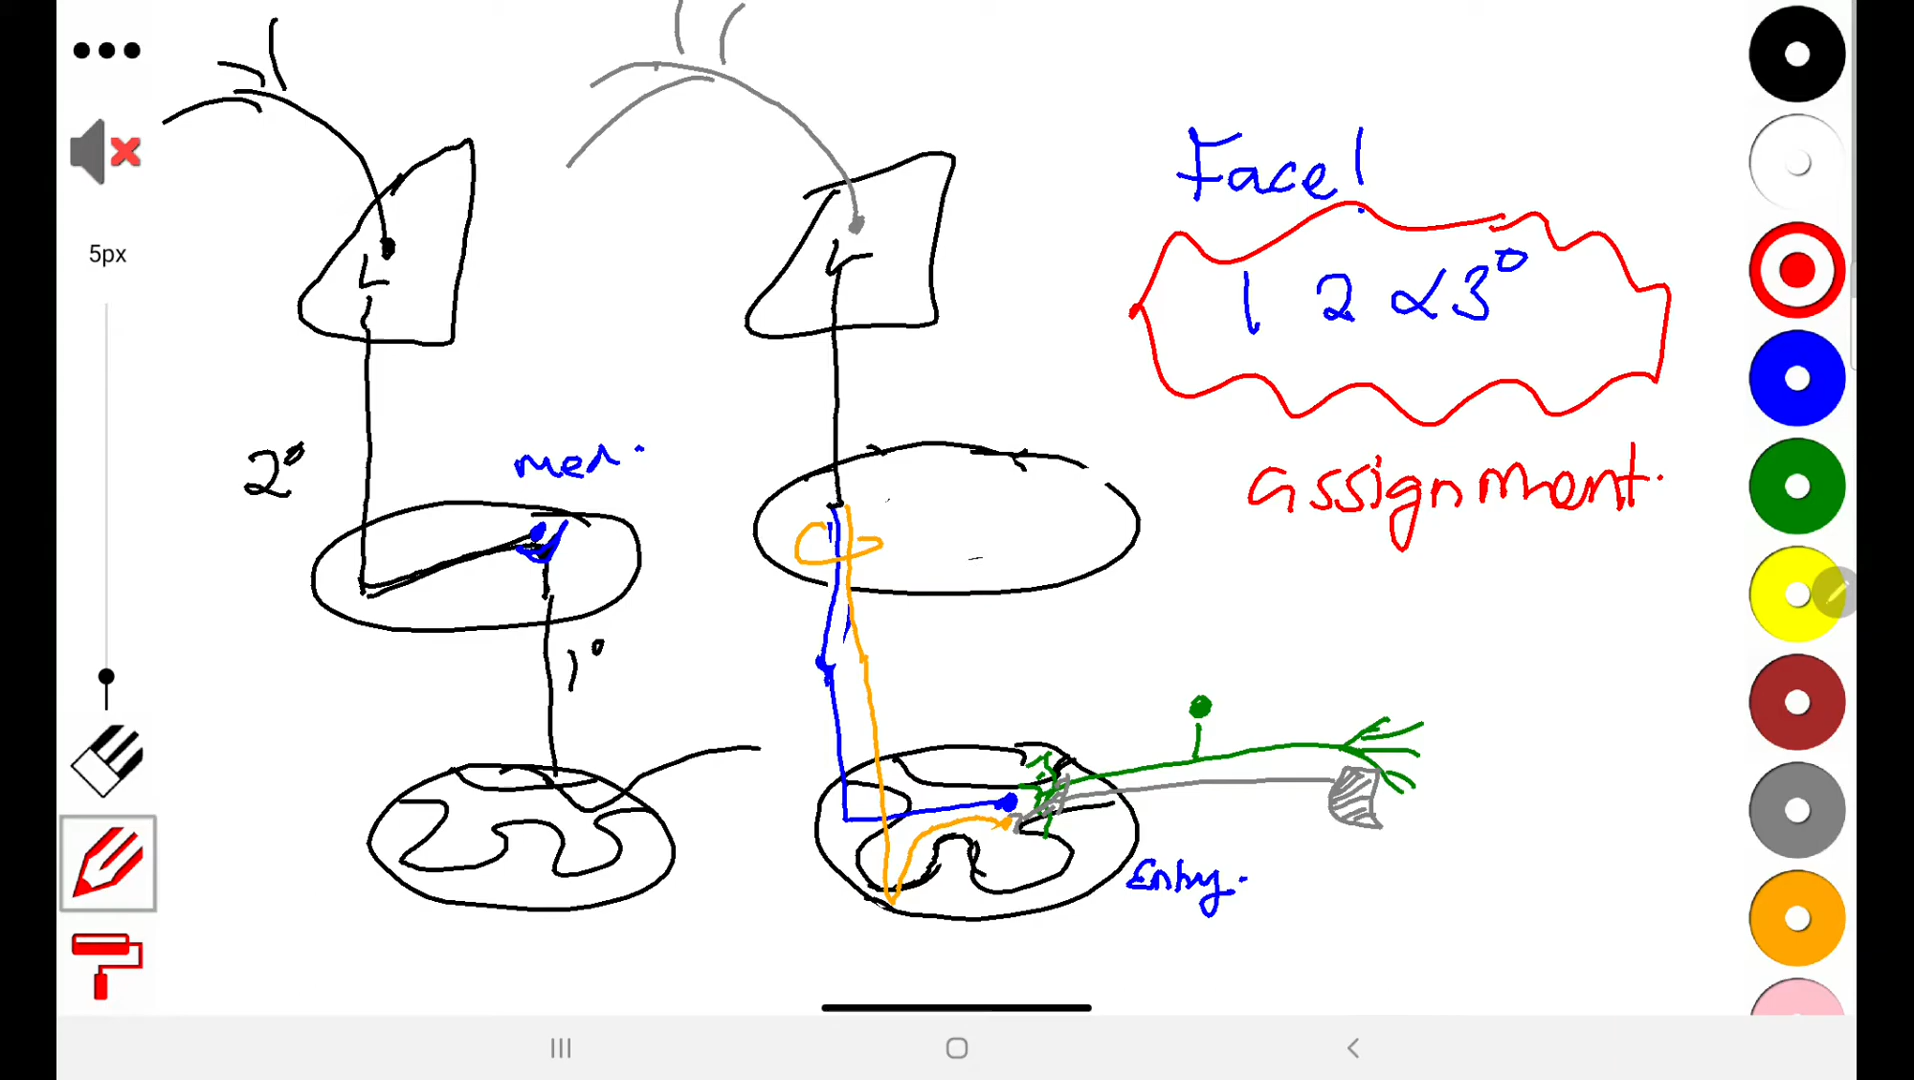 Face!
5px
1 2 & 3°
2°
med.
assignment.
1°
Entry.